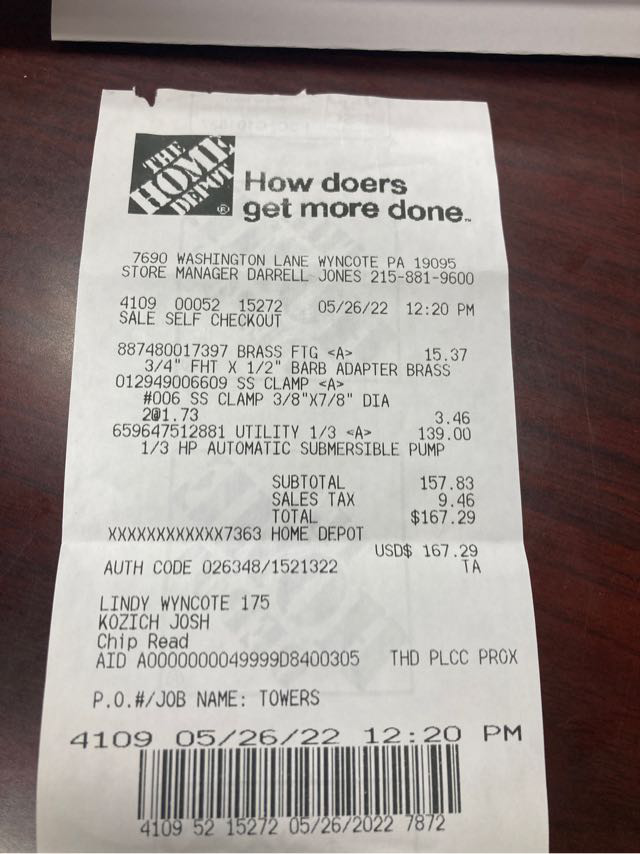 THE
HOME
DEPOT
How doers
get more done.™
7690 WASHINGTON LANE WYNCOTE PA 19095
STORE MANAGER DARRELL JONES 215-881-9600
4109 00052 15272 05/26/22 12:20 PM
SALE SELF CHECKOUT
887480017397 BRASS FTG <A> 15.37
3/4" FHT X 1/2" BARB ADAPTER BRASS
012949006609 SS CLAMP <A>
#006 SS CLAMP 3/8"X7/8" DIA
2@1.73 3.46
659647512881 UTILITY 1/3 <A> 139.00
1/3 HP AUTOMATIC SUBMERSIBLE PUMP
SUBTOTAL 157.83
SALES TAX 9.46
TOTAL $167.29
XXXXXXXXXXXX7363 HOME DEPOT
USD$ 167.29
AUTH CODE 026348/1521322 TA
LINDY WYNCOTE 175
KOZICH JOSH
Chip Read
AID A0000000049999D8400305 THD PLCC PROX
P.O.#/JOB NAME: TOWERS
4109 05/26/22 12:20 PM
4109 52 15272 05/26/2022 7872